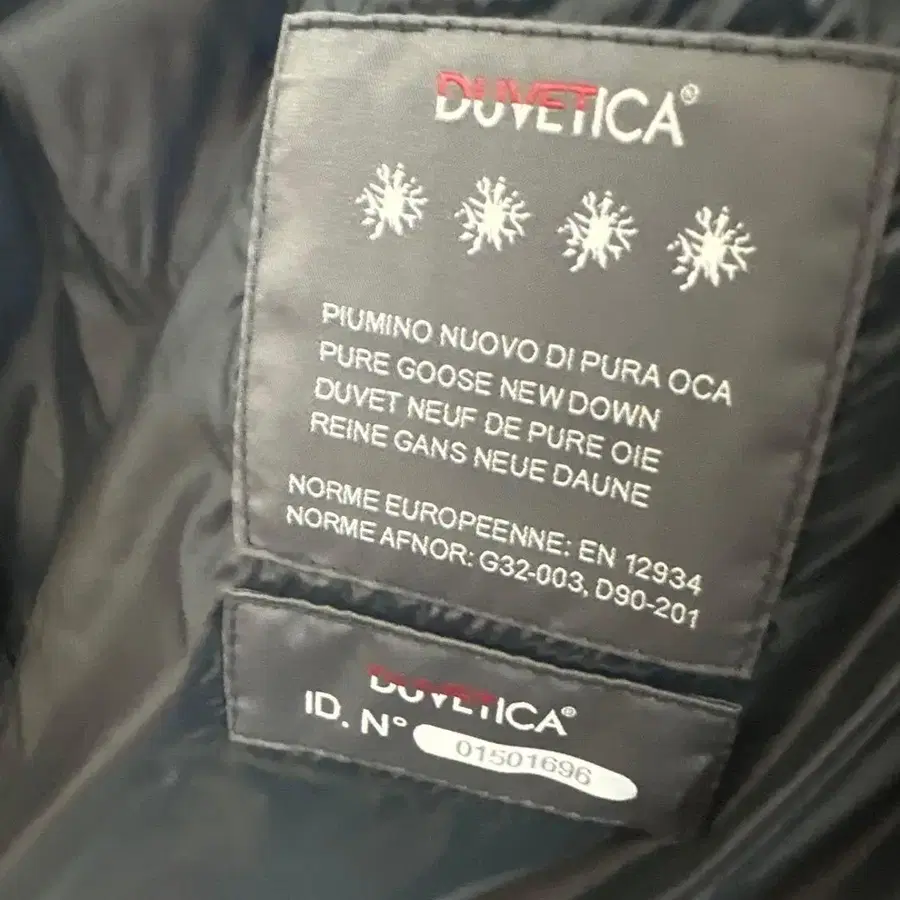 DUVETICA®
PIUMINO NUOVO DI PURA OCA
PURE GOOSE NEW DOWN
DUVET NEUF DE PURE OIE
REINE GANS NEUE DAUNE
NORME EUROPEENNE: EN 12934
NORME AFNOR: G32-003, D90-201
DUVETICA®
ID. N° 01501696